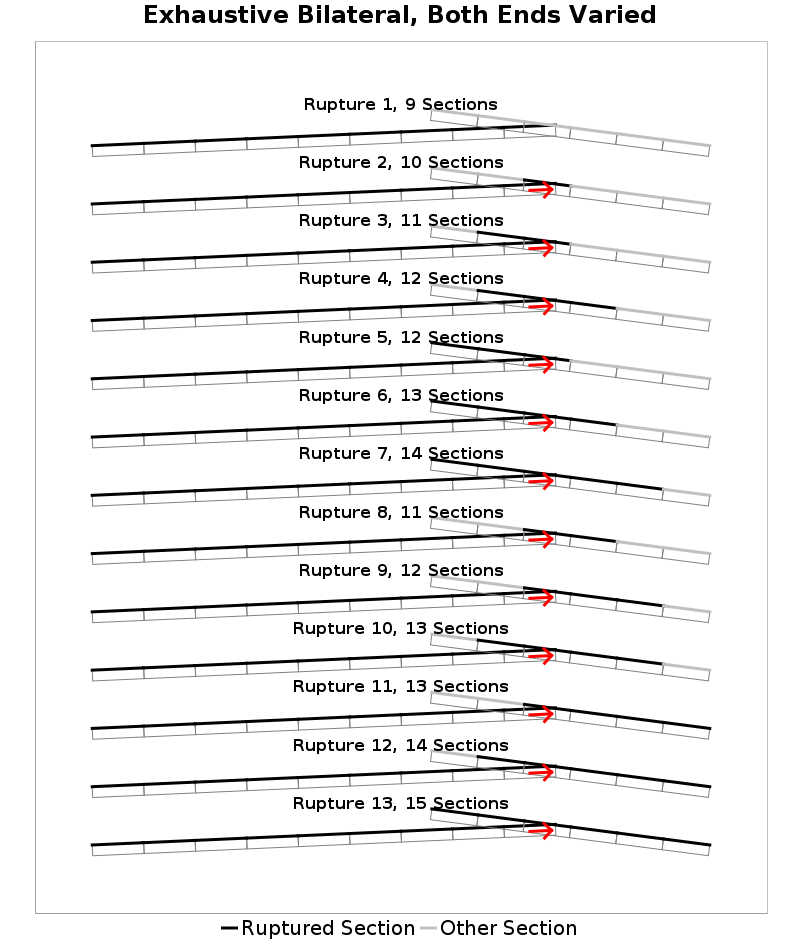 Exhaustive Bilateral, Both Ends Varied
Rupture 1, 9 Sections
Rupture 2, 10 Sections
Rupture 3, 11 Sections
Rupture 4, 12 Sections
Rupture 5, 12 Sections
Rupture 6, 13 Sections
Rupture 7, 14 Sections
Rupture 8, 11 Sections
Rupture 9, 12 Sections
Rupture 10, 13 Sections
Rupture 11, 13 Sections
Rupture 12, 14 Sections
Rupture 13, 15 Sections
Ruptured Section Other Section